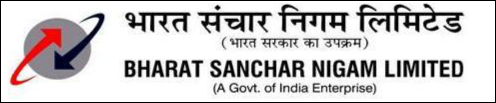 भारत संचार निगम लिमिटेड
(भारत सरकार का उपक्रम)
BHARAT SANCHAR NIGAM LIMITED
(A Govt. of India Enterprise)